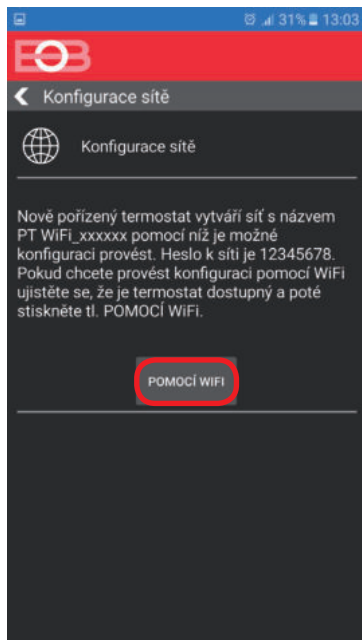 31% 13:03
EOB
Konfigurace sítě
Konfigurace sítě
Nově pořízený termostat vytváří síť s názvem
PT WiFi_xxxxxx pomocí níž je možné
konfiguraci provést. Heslo k síti je 12345678.
Pokud chcete provést konfiguraci pomocí WiFi
ujistěte se, že je termostat dostupný a poté
stiskněte tl. POMOCÍ WiFi.
POMOCÍ WIFI